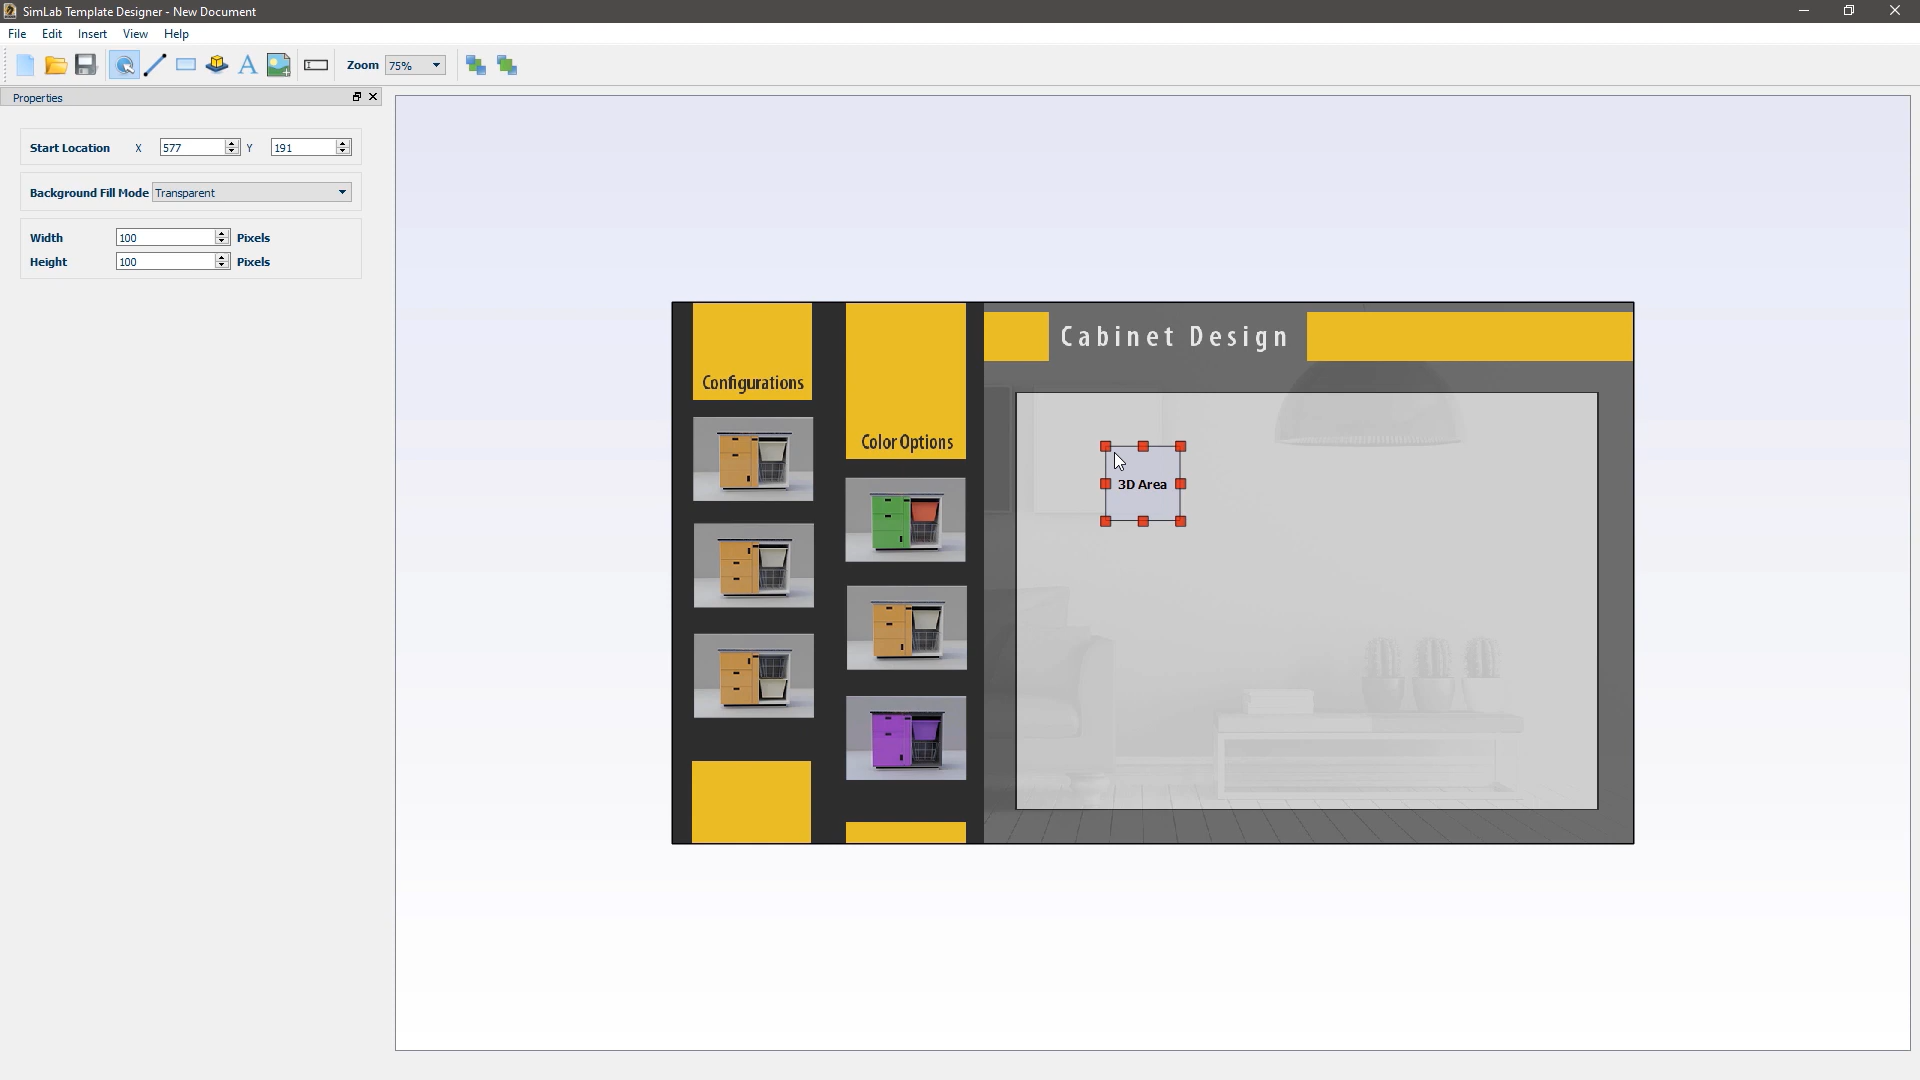 SimLab Template Designer - New Document
File Edit Insert View Help
Zoom 75%
Properties
Start Location X 577 Y 191
Background Fill Mode Transparent
Width 100 Pixels
Height 100 Pixels
Cabinet Design
Configurations
Color Options
3D Area